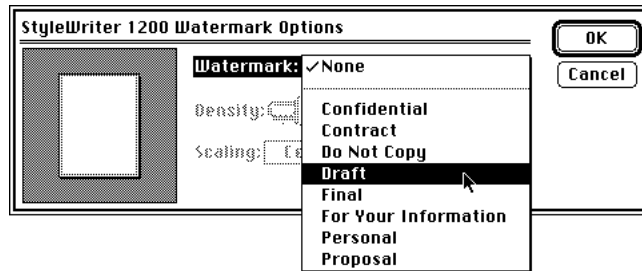 StyleWriter 1200 Watermark Options
OK
Watermark: ✓None
Cancel
Density:
Confidential
Contract
Do Not Copy
Scaling: Ce
Draft
Final
For Your Information
Personal
Proposal